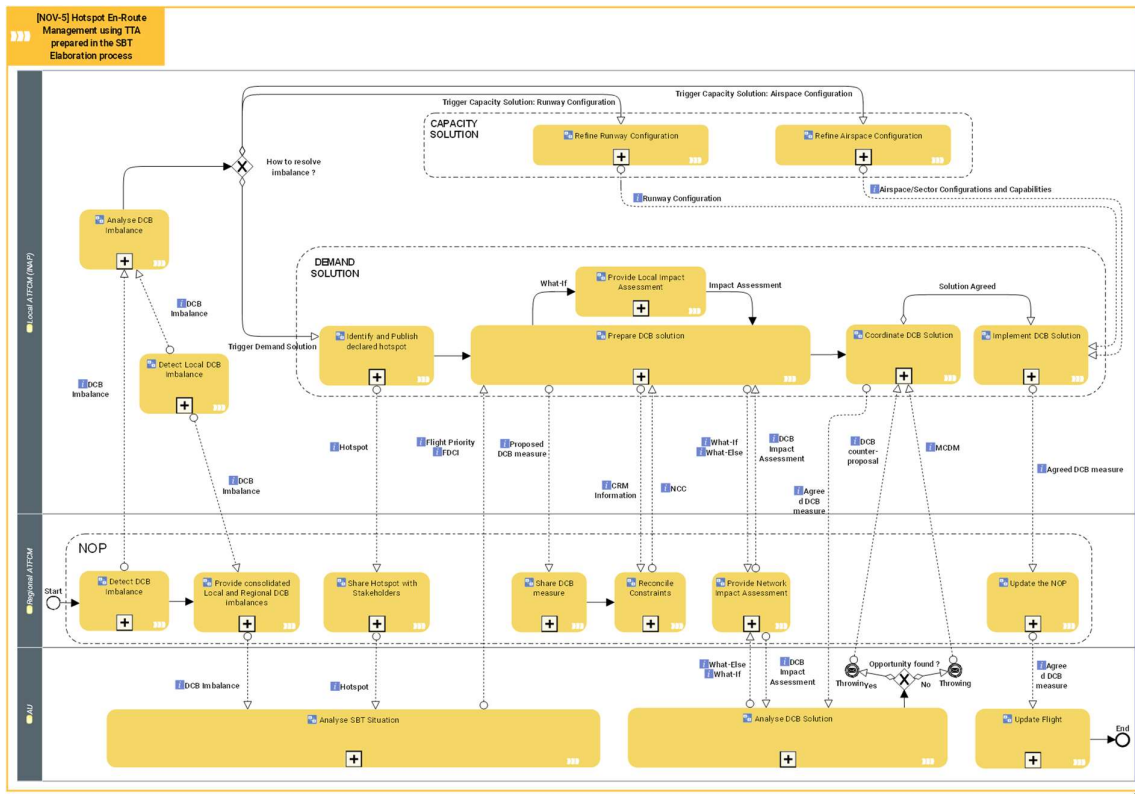 [NOV-5] Hotspot En-Route
Management using TTA
prepared in the SBT
Elaboration process
Local ATFCM (INAP)
Trigger Capacity Solution: Runway Configuration
Trigger Capacity Solution: Airspace Configuration
CAPACITY
SOLUTION
Refine Runway Configuration
Refine Airspace Configuration
How to resolve
imbalance ?
Runway Configuration
Airspace/Sector Configurations and Capabilities
Analyse DCB
Imbalance
DEMAND
SOLUTION
What-If
Provide Local Impact
Assessment
Impact Assessment
Solution Agreed
DCB
Imbalance
Trigger Demand Solution
Identify and Publish
declared hotspot
Prepare DCB solution
Coordinate DCB Solution
Implement DCB Solution
Detect Local DCB
Imbalance
DCB
Imbalance
Hotspot
Flight Priority
FDCI
Proposed
DCB measure
What-If
What-Else
DCB
Impact
Assessment
DCB
counter-
proposal
MCDM
Agreed DCB measure
DCB
Imbalance
CRM
Information
NCC
Agree
d DCB
measure
Regional ATFCM
NOP
Start
Detect DCB
Imbalance
Provide consolidated
Local and Regional DCB
imbalances
Share Hotspot with
Stakeholders
Share DCB
measure
Reconcile
Constraints
Provide Network
Impact Assessment
Update the NOP
AU
DCB Imbalance
Hotspot
What-Else
What-If
DCB
Impact
Assessment
Opportunity found ?
Throwing
Yes
No
Throwing
Agree
d DCB
measure
Analyse SBT Situation
Analyse DCB Solution
Update Flight
End